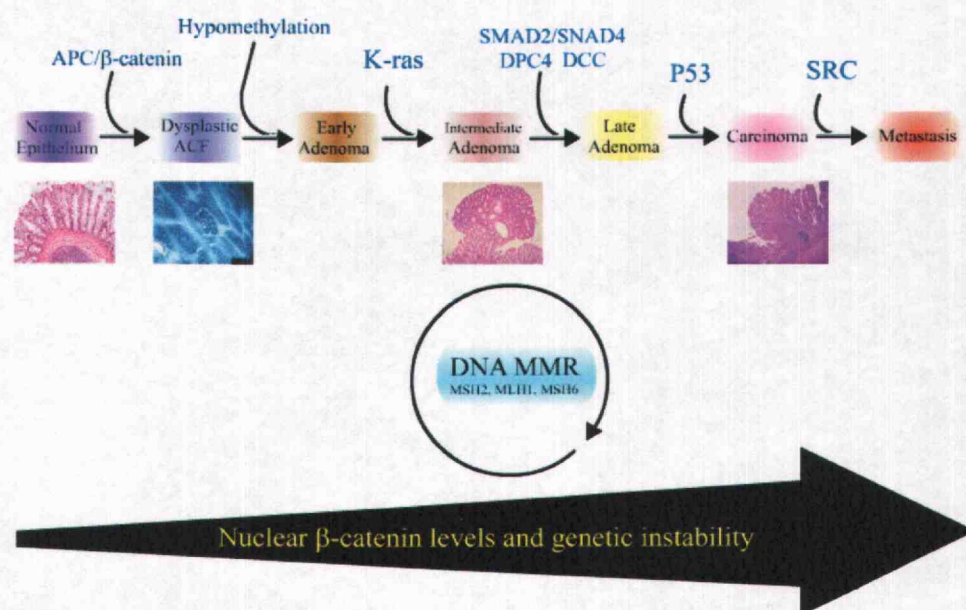 Hypomethylation
APC/β-catenin
K-ras
SMAD2/SNAD4
DPC4 DCC
P53
SRC
Normal
Epithelium
Dysplastic
ACF
Early
Adenoma
Intermediate
Adenoma
Late
Adenoma
Carcinoma
Metastasis
DNA MMR
MSH2, MLH1, MSH6
Nuclear β-catenin levels and genetic instability